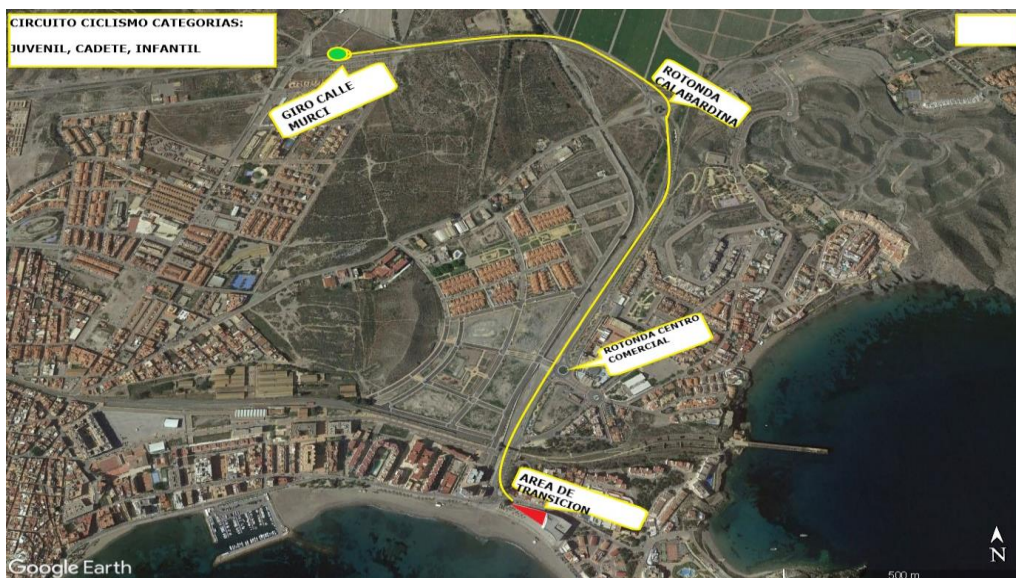 CIRCUITO CICLISMO CATEGORIAS:
JUVENIL, CADETE, INFANTIL
GIRO CALLE
MURCI
ROTONDA
CALABARDINA
ROTONDA CENTRO
COMERCIAL
AREA DE
TRANSICION
N
Google Earth
500 m